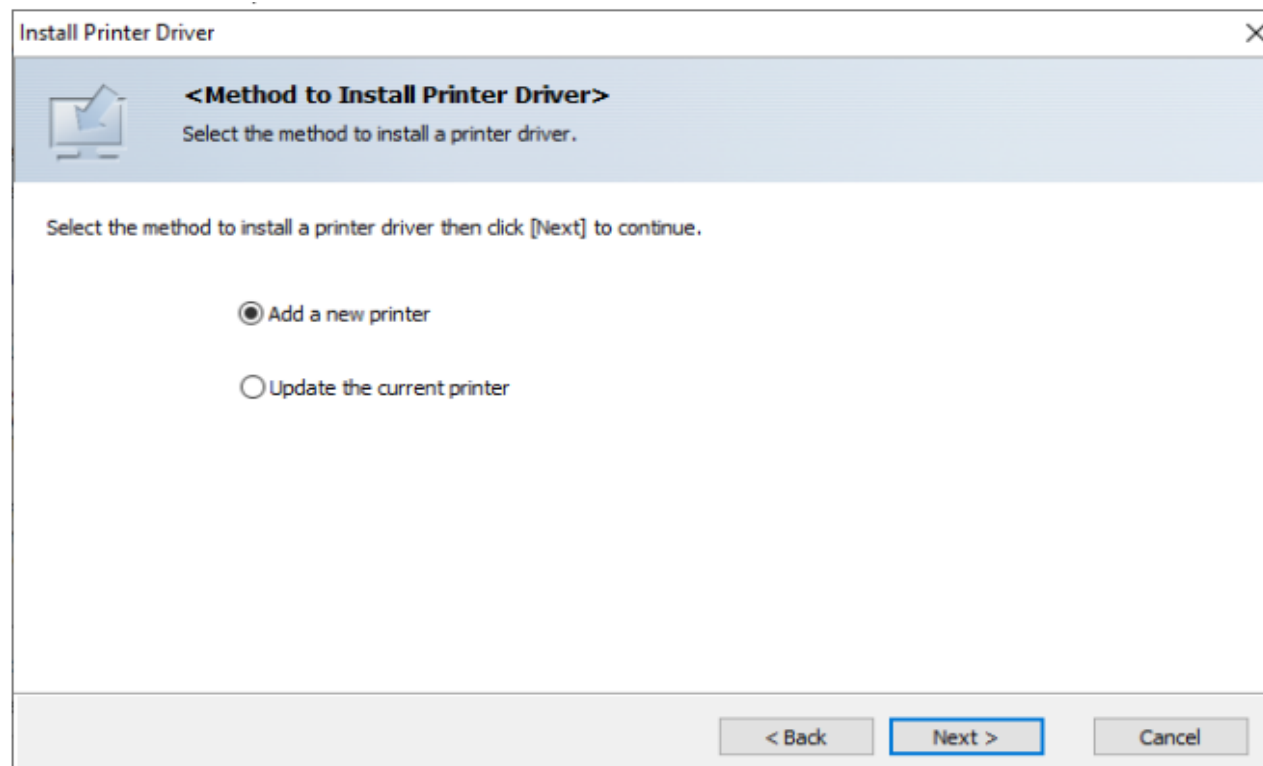 Install Printer Driver
<Method to Install Printer Driver>
Select the method to install a printer driver.
Select the method to install a printer driver then click [Next] to continue.
Add a new printer
Update the current printer
< Back
Next >
Cancel